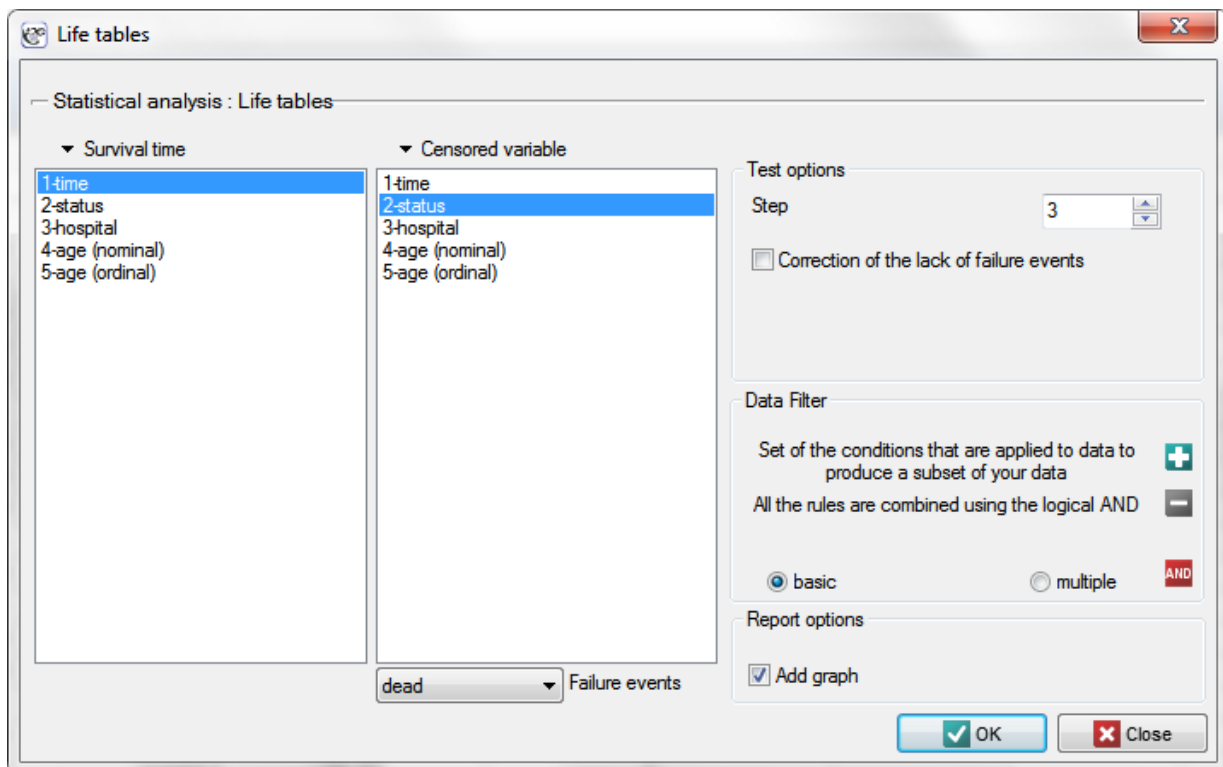 Life tables
Statistical analysis : Life tables
Survival time
1-time
2-status
3-hospital
4-age (nominal)
5-age (ordinal)
Censored variable
1-time
2-status
3-hospital
4-age (nominal)
5-age (ordinal)
dead
Failure events
Test options
Step
3
Correction of the lack of failure events
Data Filter
Set of the conditions that are applied to data to
produce a subset of your data
All the rules are combined using the logical AND
basic
multiple
AND
Report options
Add graph
OK
Close